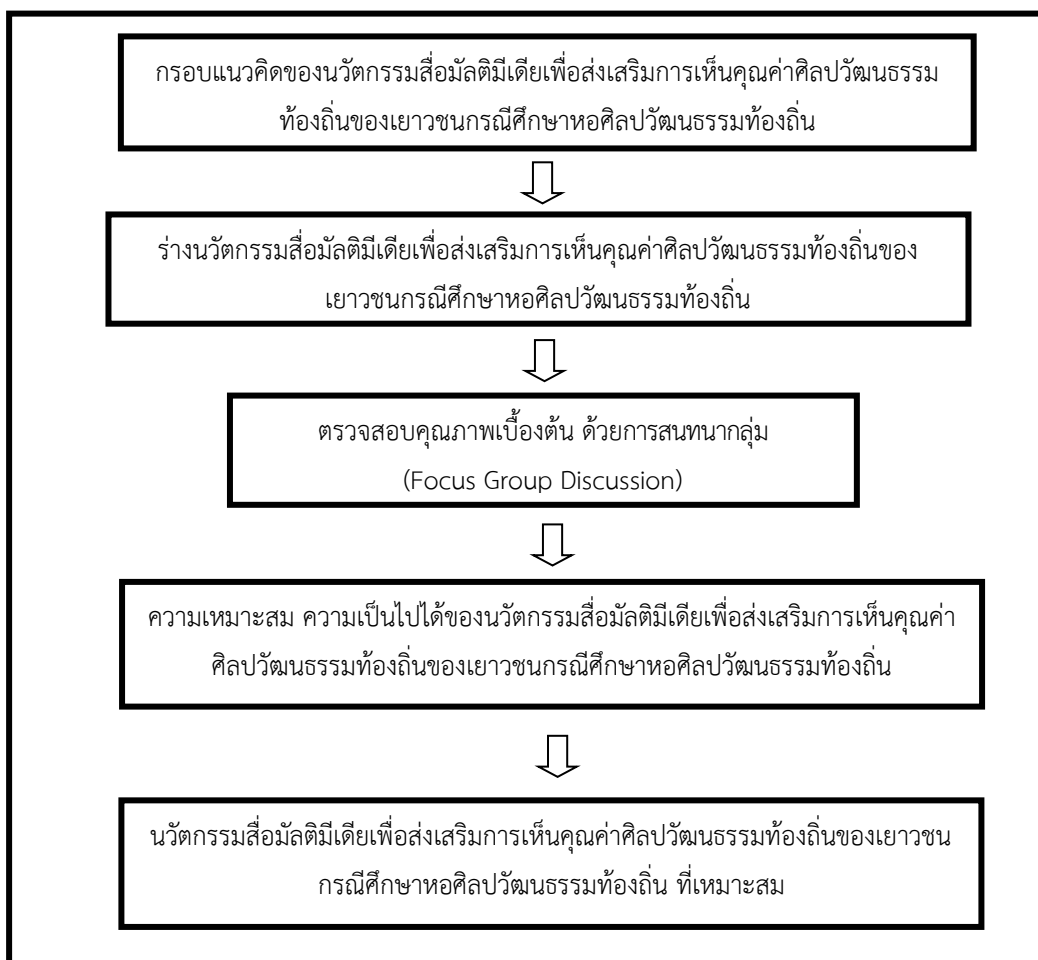 กรอบแนวคิดของนวัตกรรมสื่อมัลติมีเดียเพื่อส่งเสริมการเห็นคุณค่าศิลปวัฒนธรรม
ท้องถิ่นของเยาวชนกรณีศึกษาหอศิลปวัฒนธรรมท้องถิ่น
ร่างนวัตกรรมสื่อมัลติมีเดียเพื่อส่งเสริมการเห็นคุณค่าศิลปวัฒนธรรมท้องถิ่นของ
เยาวชนกรณีศึกษาหอศิลปวัฒนธรรมท้องถิ่น
ตรวจสอบคุณภาพเบื้องต้น ด้วยการสนทนากลุ่ม
(Focus Group Discussion)
ความเหมาะสม ความเป็นไปได้ของนวัตกรรมสื่อมัลติมีเดียเพื่อส่งเสริมการเห็นคุณค่า
ศิลปวัฒนธรรมท้องถิ่นของเยาวชนกรณีศึกษาหอศิลปวัฒนธรรมท้องถิ่น
นวัตกรรมสื่อมัลติมีเดียเพื่อส่งเสริมการเห็นคุณค่าศิลปวัฒนธรรมท้องถิ่นของเยาวชน
กรณีศึกษาหอศิลปวัฒนธรรมท้องถิ่น ที่เหมาะสม